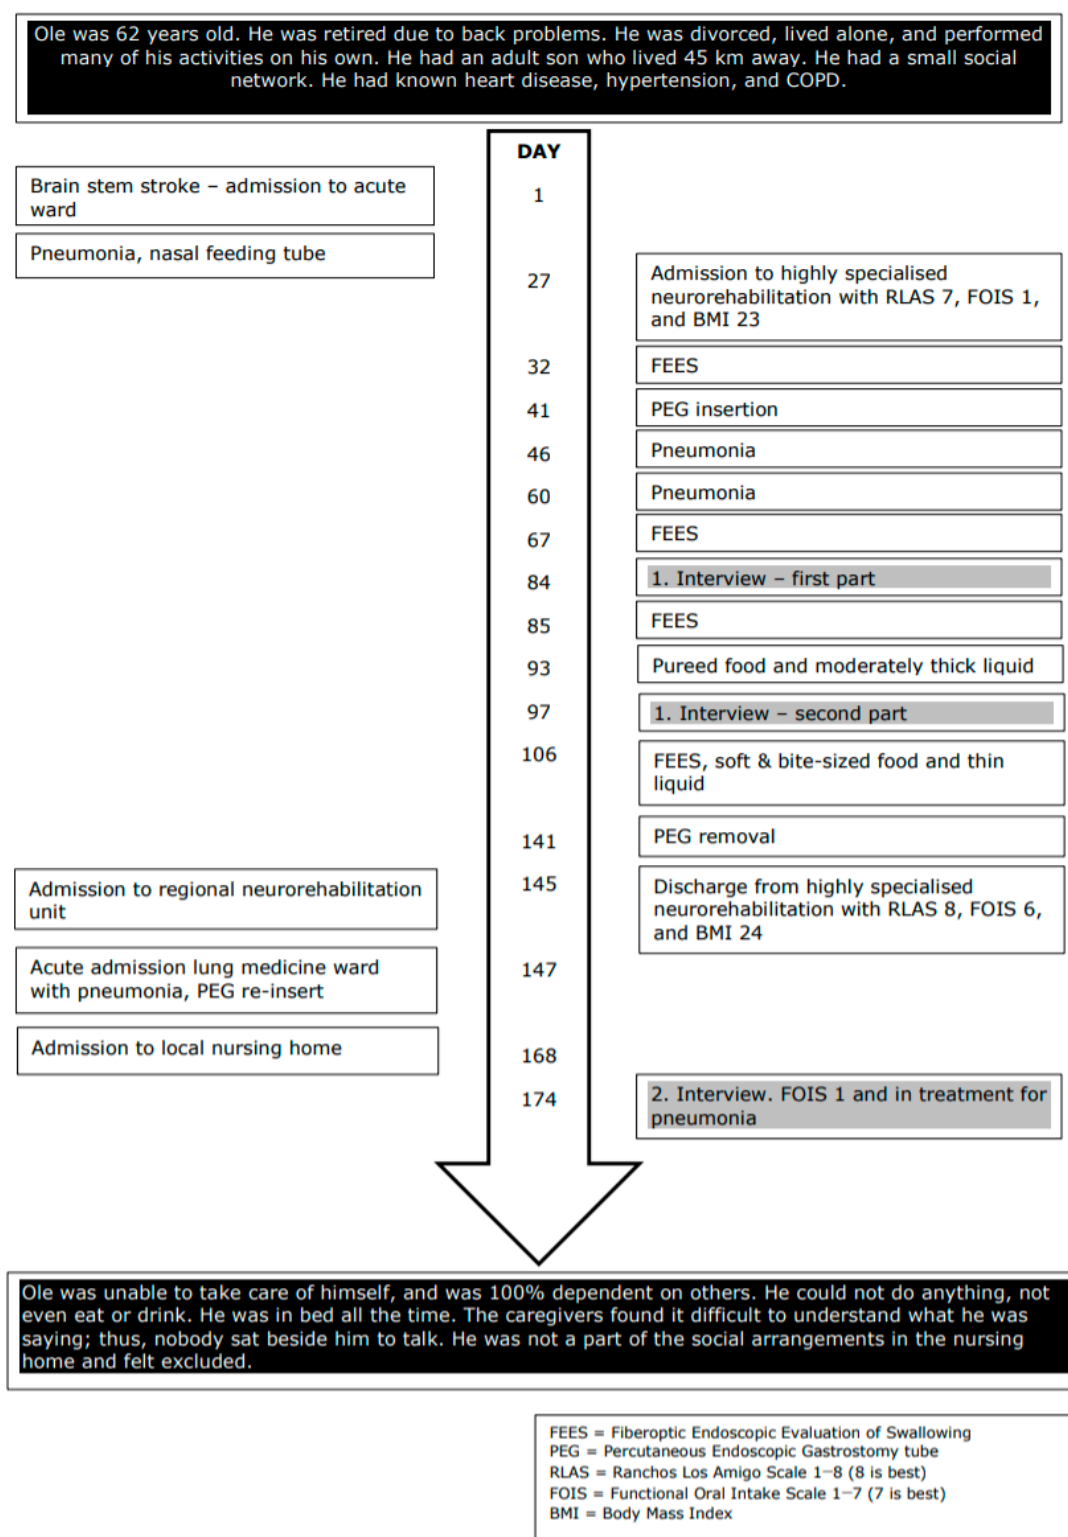 Ole was 62 years old. He was retired due to back problems. He was divorced, lived alone, and performed
many of his activities on his own. He had an adult son who lived 45 km away. He had a small social
network. He had known heart disease, hypertension, and COPD.
DAY
Brain stem stroke – admission to acute
ward
1
Pneumonia, nasal feeding tube
27
Admission to highly specialised
neurorehabilitation with RLAS 7, FOIS 1,
and BMI 23
32
FEES
41
PEG insertion
46
Pneumonia
60
Pneumonia
67
FEES
84
1. Interview – first part
85
FEES
93
Pureed food and moderately thick liquid
97
1. Interview – second part
106
FEES, soft & bite-sized food and thin
liquid
141
PEG removal
Admission to regional neurorehabilitation
unit
145
Discharge from highly specialised
neurorehabilitation with RLAS 8, FOIS 6,
and BMI 24
Acute admission lung medicine ward
with pneumonia, PEG re-insert
147
Admission to local nursing home
168
174
2. Interview. FOIS 1 and in treatment for
pneumonia
Ole was unable to take care of himself, and was 100% dependent on others. He could not do anything, not
even eat or drink. He was in bed all the time. The caregivers found it difficult to understand what he was
saying; thus, nobody sat beside him to talk. He was not a part of the social arrangements in the nursing
home and felt excluded.
FEES = Fiberoptic Endoscopic Evaluation of Swallowing
PEG = Percutaneous Endoscopic Gastrostomy tube
RLAS = Ranchos Los Amigo Scale 1–8 (8 is best)
FOIS = Functional Oral Intake Scale 1–7 (7 is best)
BMI = Body Mass Index